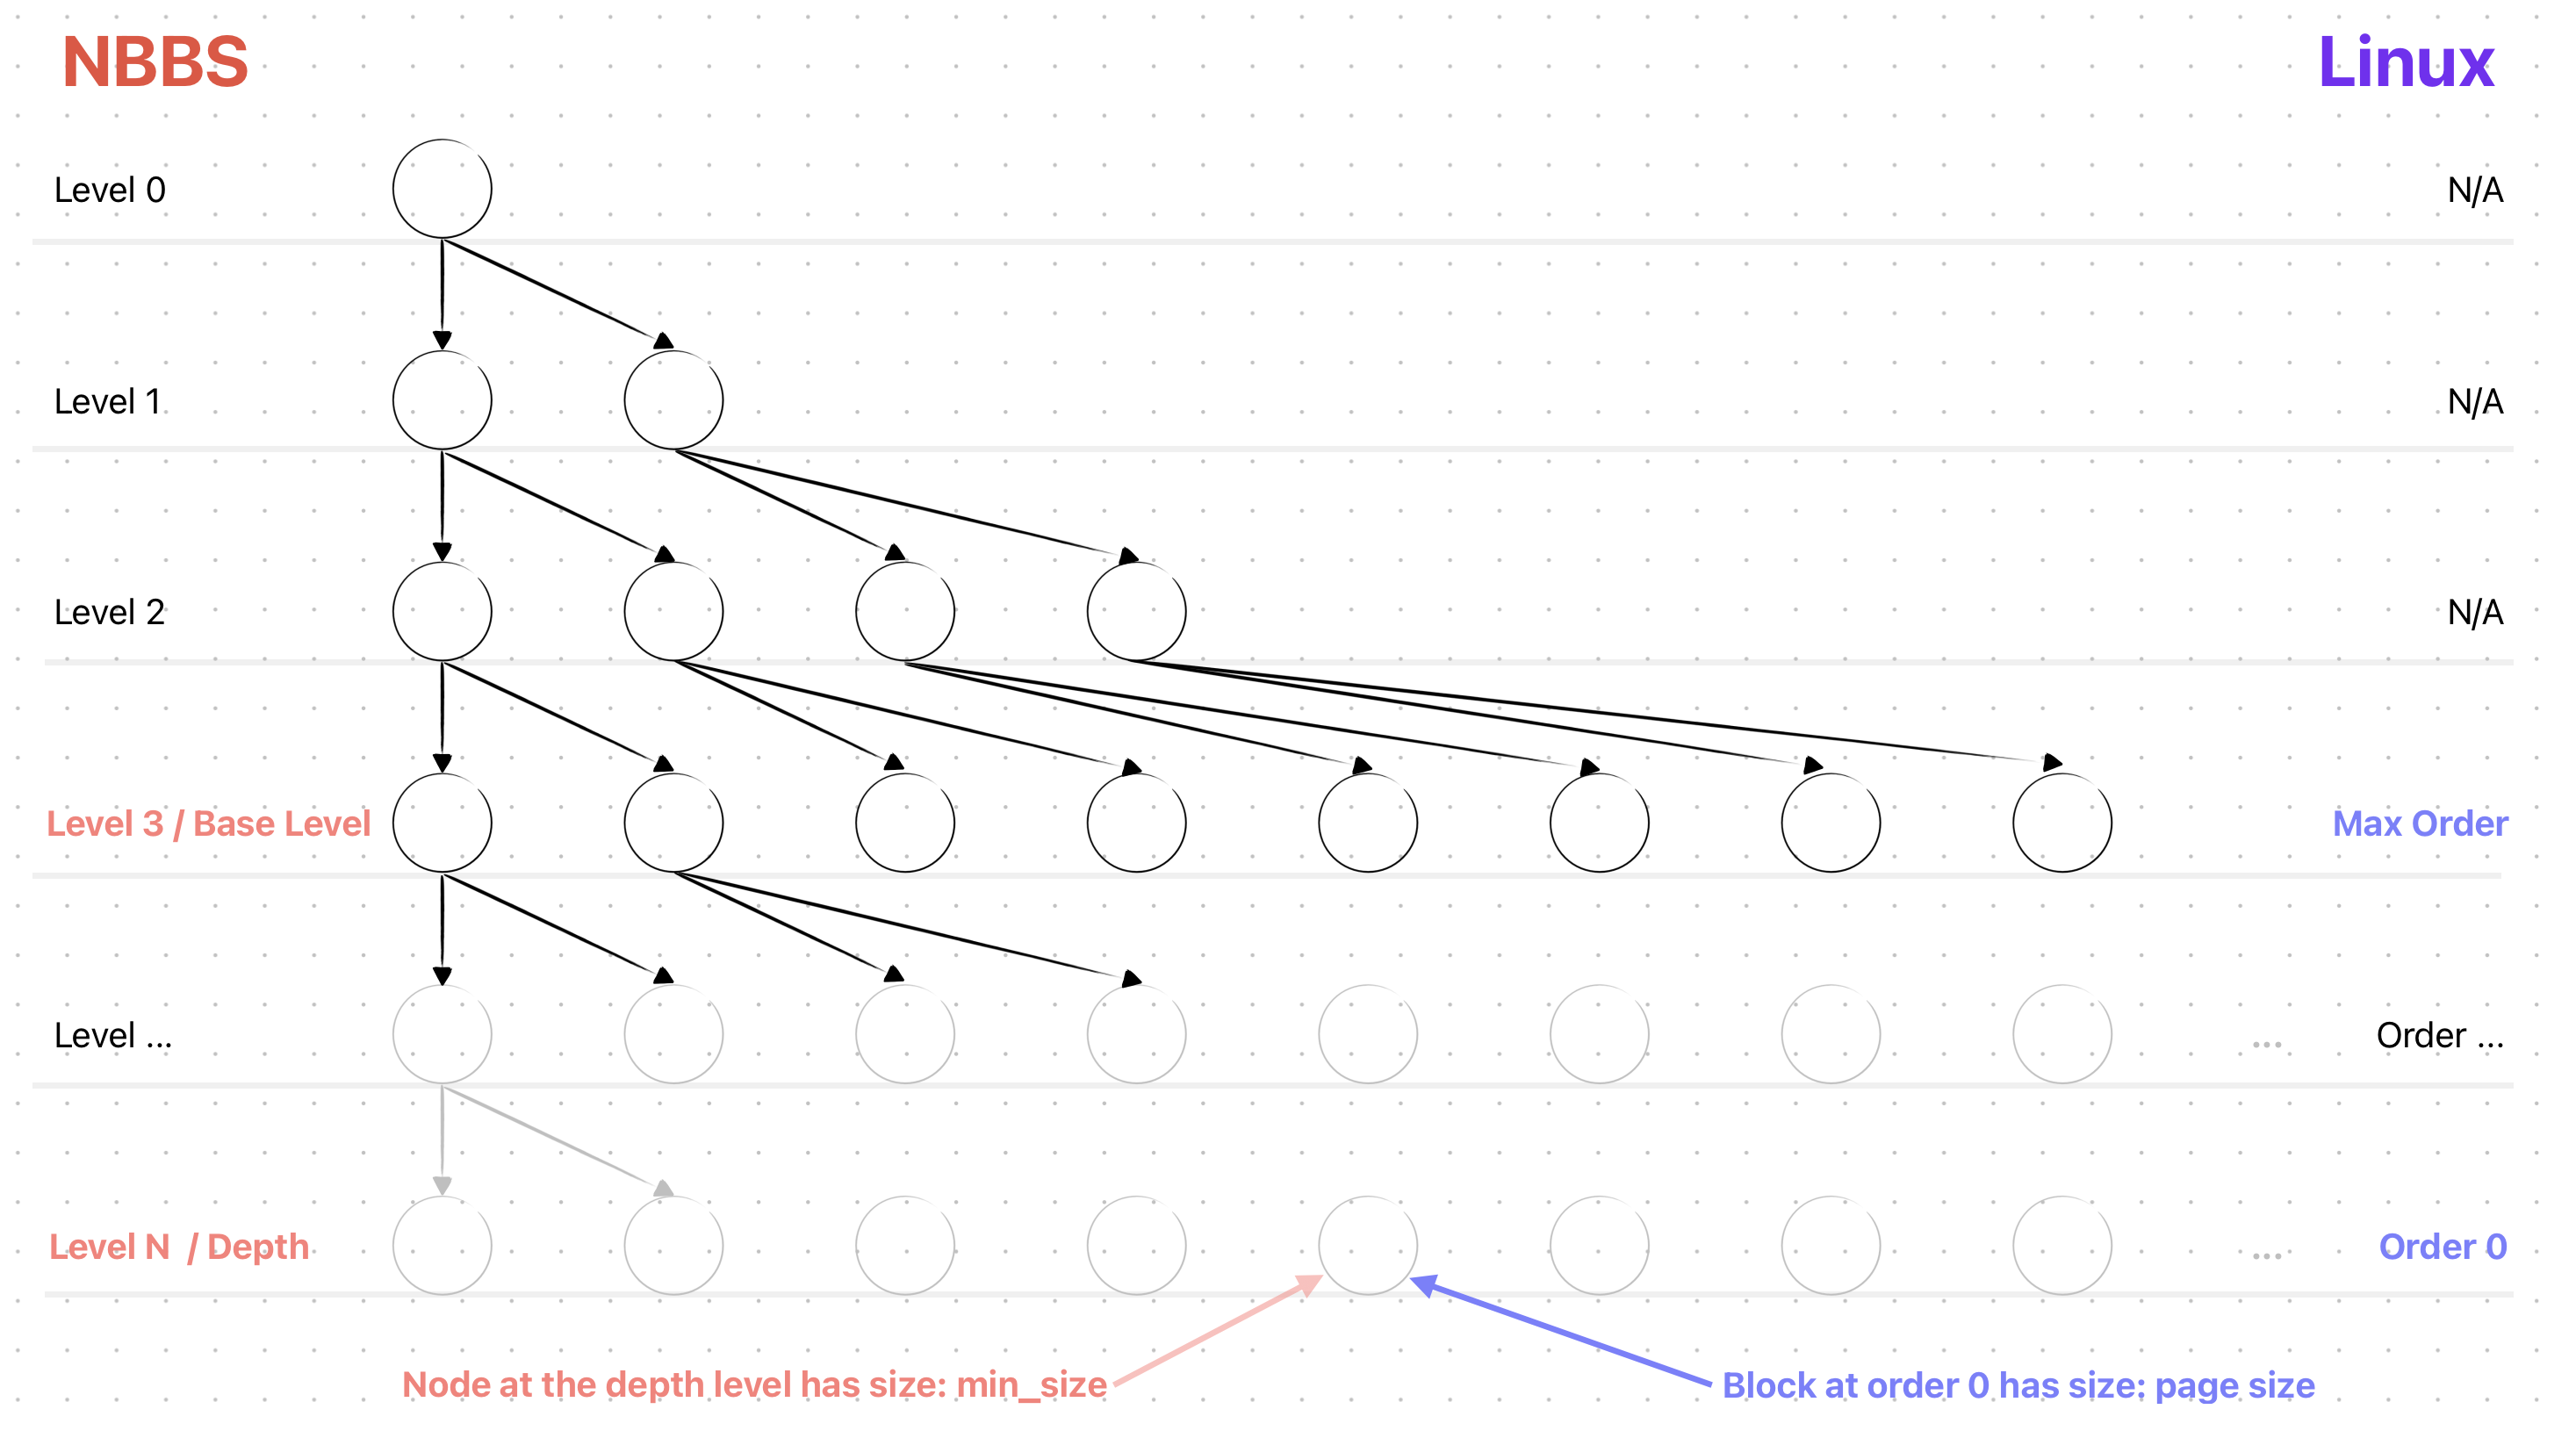 NBBS
Linux
Level 0
N/A
Level 1
N/A
Level 2
N/A
Level 3 / Base Level
Max Order
Level ...
...
Order ...
Level N / Depth
...
Order 0
Node at the depth level has size: min_size
Block at order 0 has size: page size